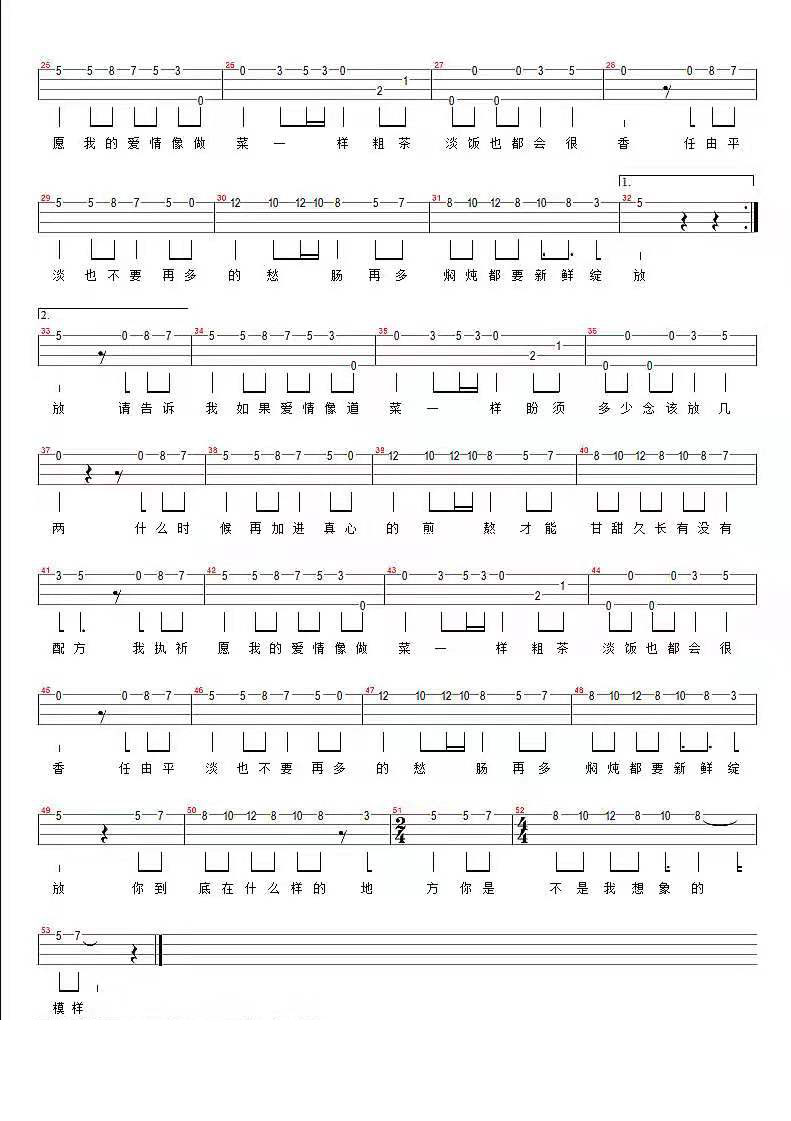 25 26 27 28
5 5 8 7 5 3 0 0 3 5 3 0 2 1 0 0 0 0 3 5 0 0 8 7
愿我的爱情像做菜一样粗茶淡饭也都会很香任由平
1.
29 30 31 32
5 5 8 7 5 0 12 10 12 10 8 5 7 8 10 12 8 10 8 3 5
淡也不要再多的愁肠再多焖炖都要新鲜绽放
2.
33 34 35 36
5 0 8 7 5 5 8 7 5 3 0 0 3 5 3 0 2 1 0 0 0 0 3 5
放请告诉我如果爱情像道菜一样盼须多少念该放几
37 38 39 40
0 0 8 7 5 5 8 7 5 0 12 10 12 10 8 5 7 8 10 12 8 10 8 7
两什么时候再加进真心的煎熬才能甘甜久长有没有
41 42 43 44
3 5 0 8 7 5 5 8 7 5 3 0 0 3 5 3 0 2 1 0 0 0 0 3 5
配方我执祈愿我的爱情像做菜一样粗茶淡饭也都会很
45 46 47 48
0 0 8 7 5 5 8 7 5 0 12 10 12 10 8 5 7 8 10 12 8 10 8 3
香任由平淡也不要再多的愁肠再多焖炖都要新鲜绽
49 50 51 52
5 5 7 8 10 12 8 10 8 3 2/4 5 5 7 4/4 8 10 12 8 10 8
放你到底在什么样的地方你是不是我想象的
53
5 7
模样